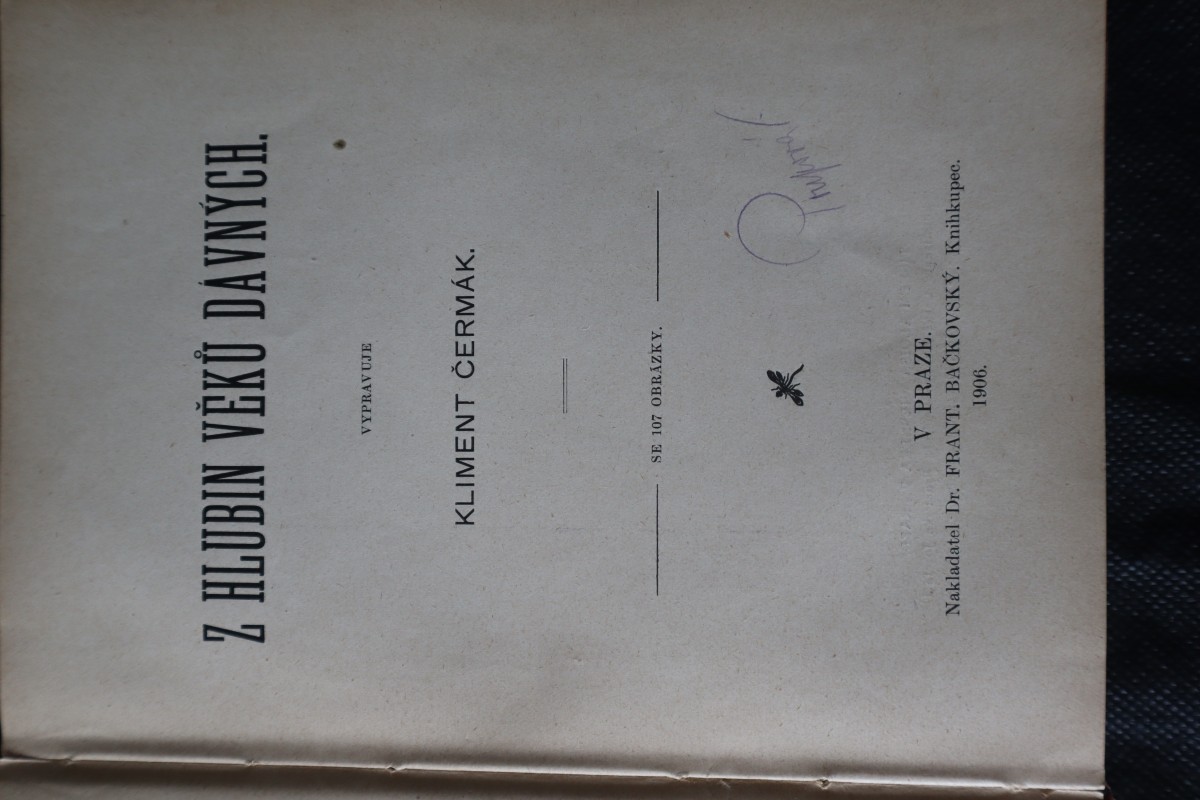 Z HLUBIN VĚKŮ DÁVNÝCH.
VYPRAVUJE
KLIMENT ČERMÁK.
SE 107 OBRÁZKY.
V PRAZE.
Nakladatel Dr. FRANT. BAČKOVSKÝ. Knihkupec.
1906.